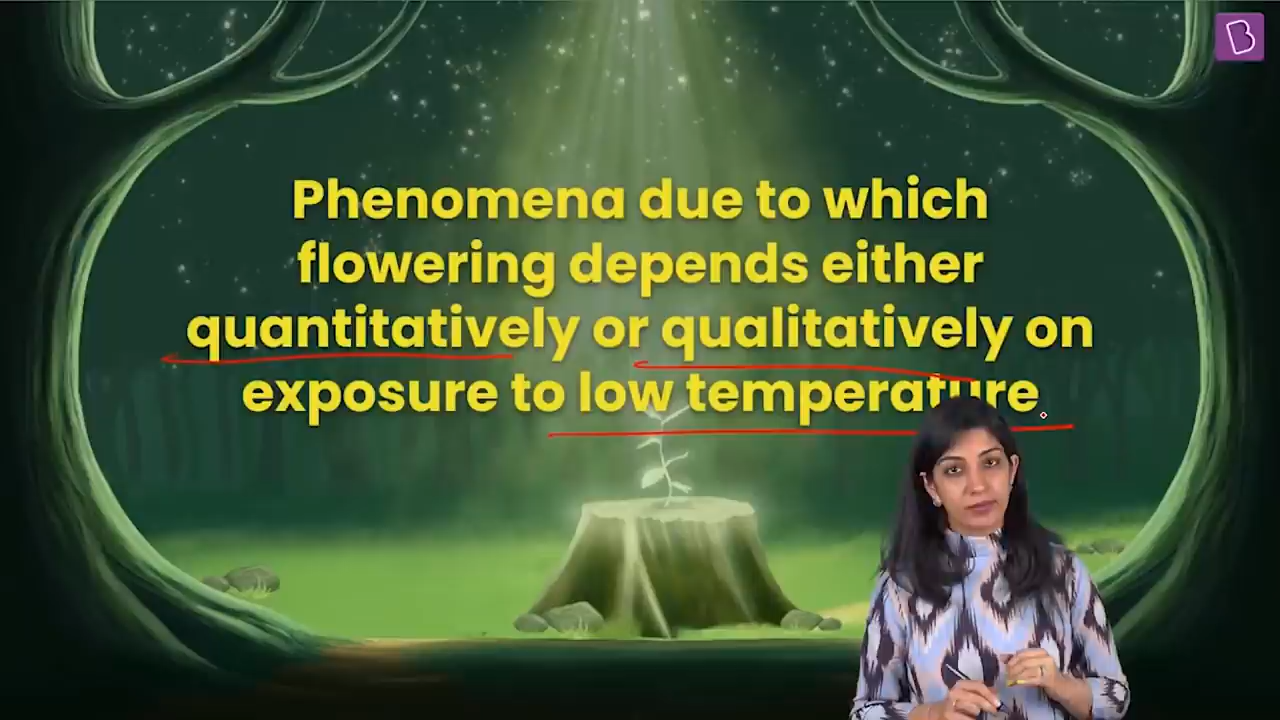 Phenomena due to which
flowering depends either
quantitatively or qualitatively on
exposure to low temperature
B